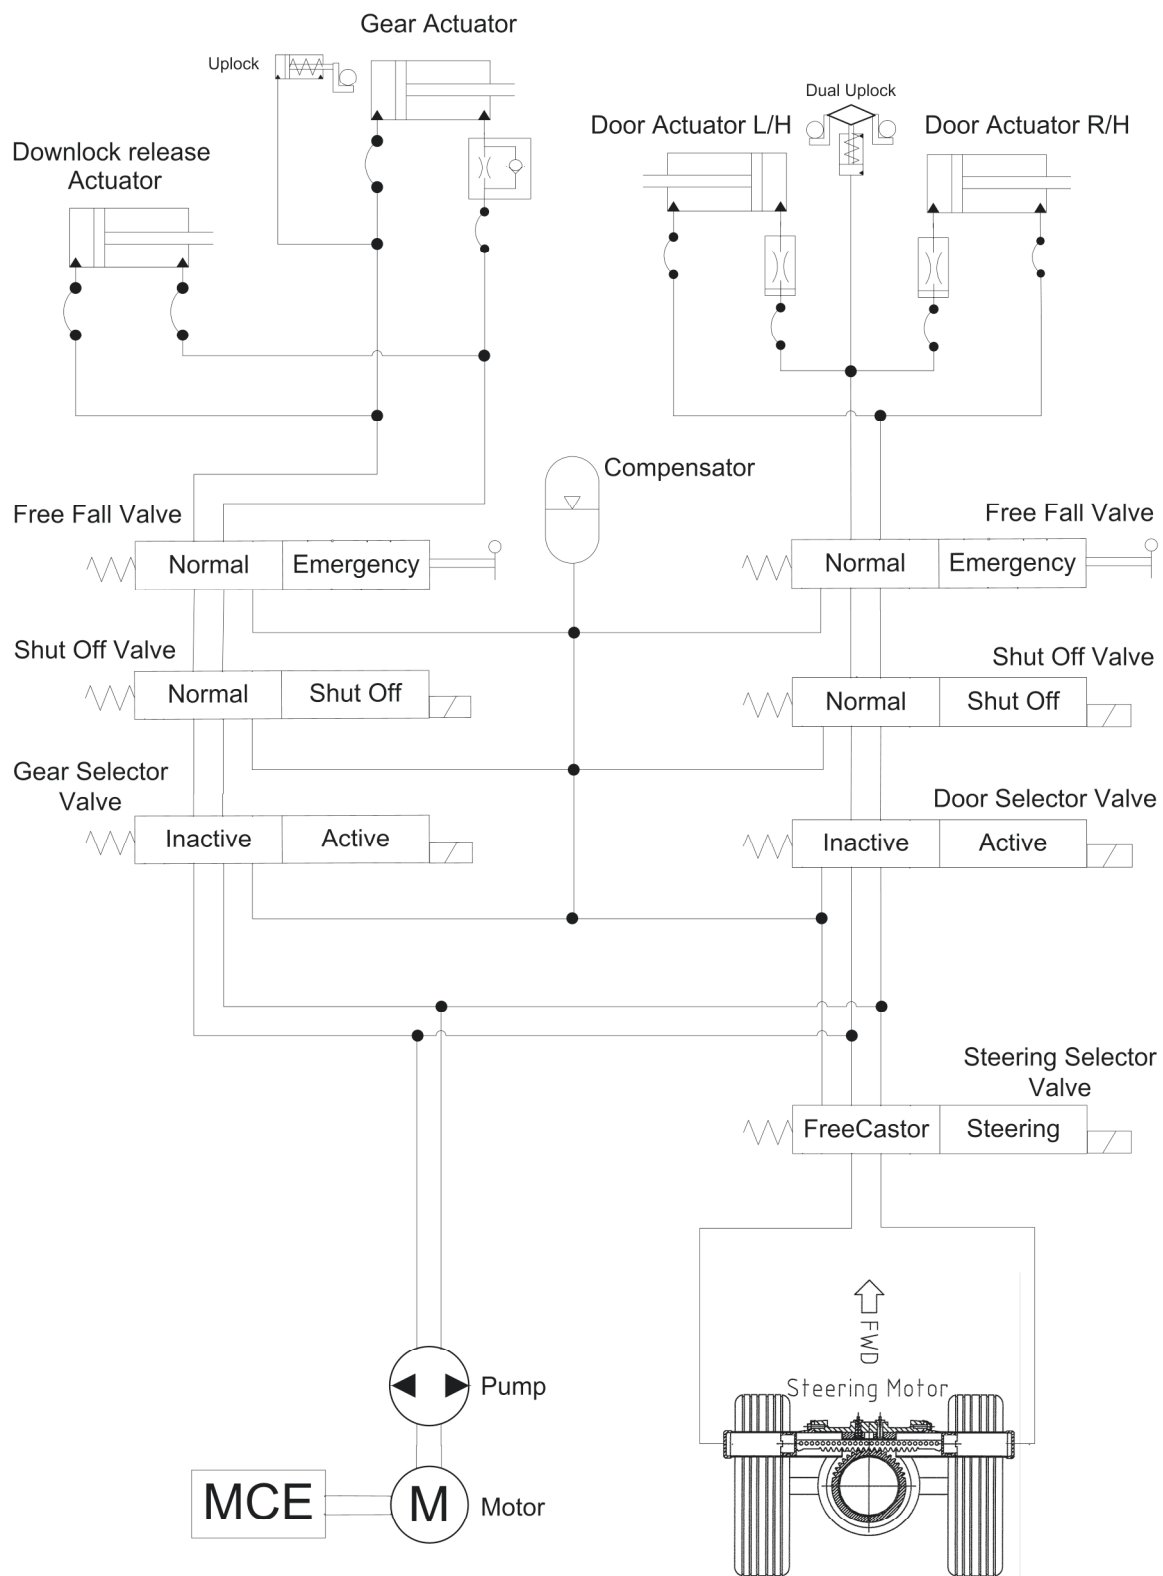 Gear Actuator
Uplock
Dual Uplock
Door Actuator L/H
Door Actuator R/H
Downlock release
Actuator
Compensator
Free Fall Valve
Normal
Emergency
Free Fall Valve
Normal
Emergency
Shut Off Valve
Normal
Shut Off
Shut Off Valve
Normal
Shut Off
Gear Selector
Valve
Inactive
Active
Door Selector Valve
Inactive
Active
Steering Selector
Valve
FreeCastor
Steering
FWD
Steering Motor
Pump
MCE
M
Motor